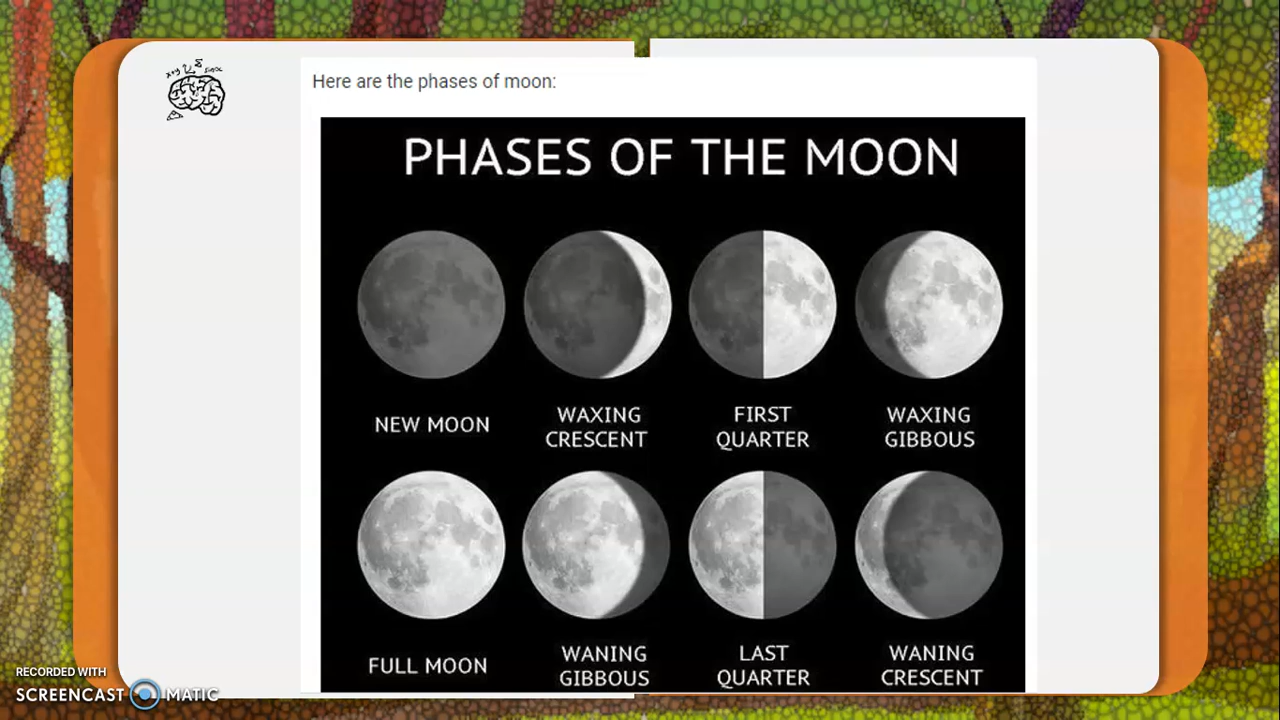 Here are the phases of moon:
PHASES OF THE MOON
NEW MOON
WAXING
CRESCENT
FIRST
QUARTER
WAXING
GIBBOUS
FULL MOON
WANING
GIBBOUS
LAST
QUARTER
WANING
CRESCENT
RECORDED WITH
SCREENCAST MATIC